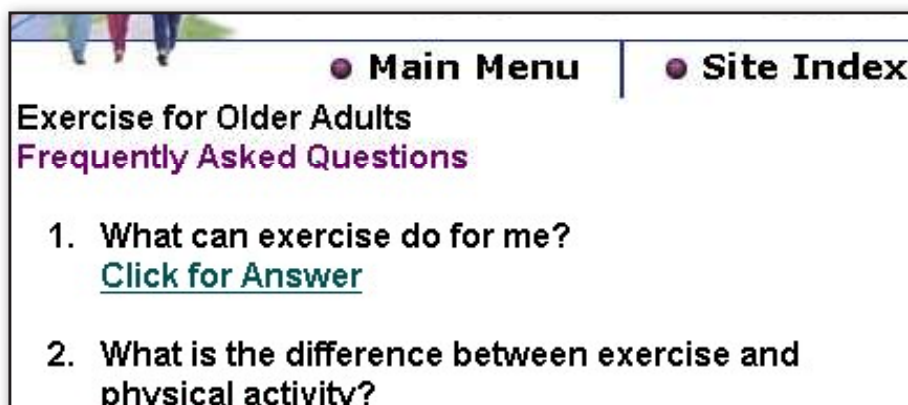 Main Menu Site Index
Exercise for Older Adults
Frequently Asked Questions
1. What can exercise do for me?
Click for Answer
2. What is the difference between exercise and
physical activity?